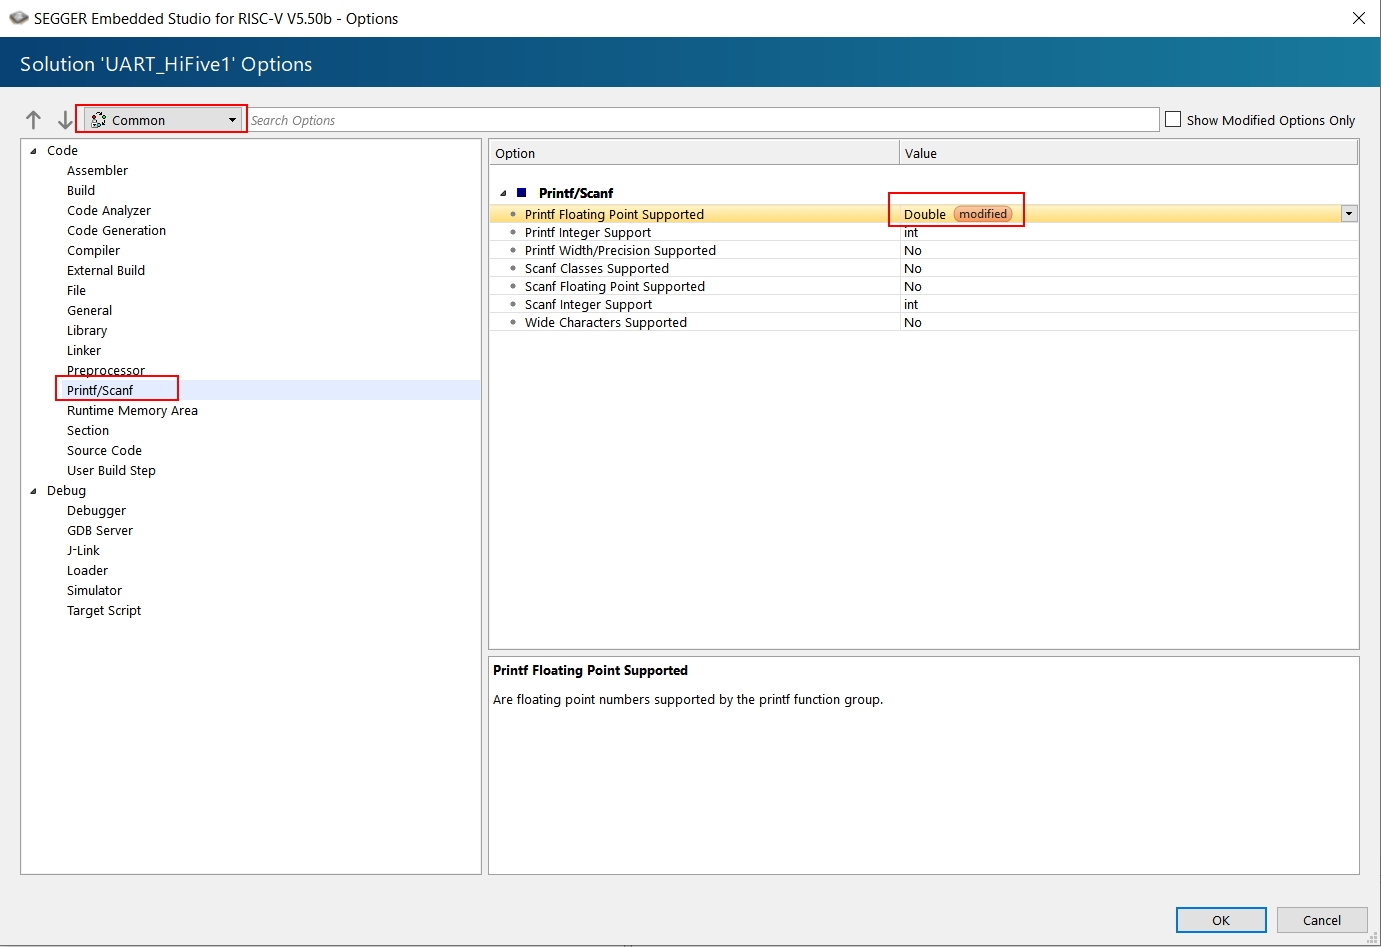 SEGGER Embedded Studio for RISC-V V5.50b - Options
Solution 'UART_HiFive1' Options
Common
Search Options
Show Modified Options Only
Code
Assembler
Build
Code Analyzer
Code Generation
Compiler
External Build
File
General
Library
Linker
Preprocessor
Printf/Scanf
Runtime Memory Area
Section
Source Code
User Build Step
Debug
Debugger
GDB Server
J-Link
Loader
Simulator
Target Script
Option Value
Printf/Scanf
Printf Floating Point Supported Double modified
Printf Integer Support int
Printf Width/Precision Supported No
Scanf Classes Supported No
Scanf Floating Point Supported No
Scanf Integer Support int
Wide Characters Supported No
Printf Floating Point Supported
Are floating point numbers supported by the printf function group.
OK Cancel